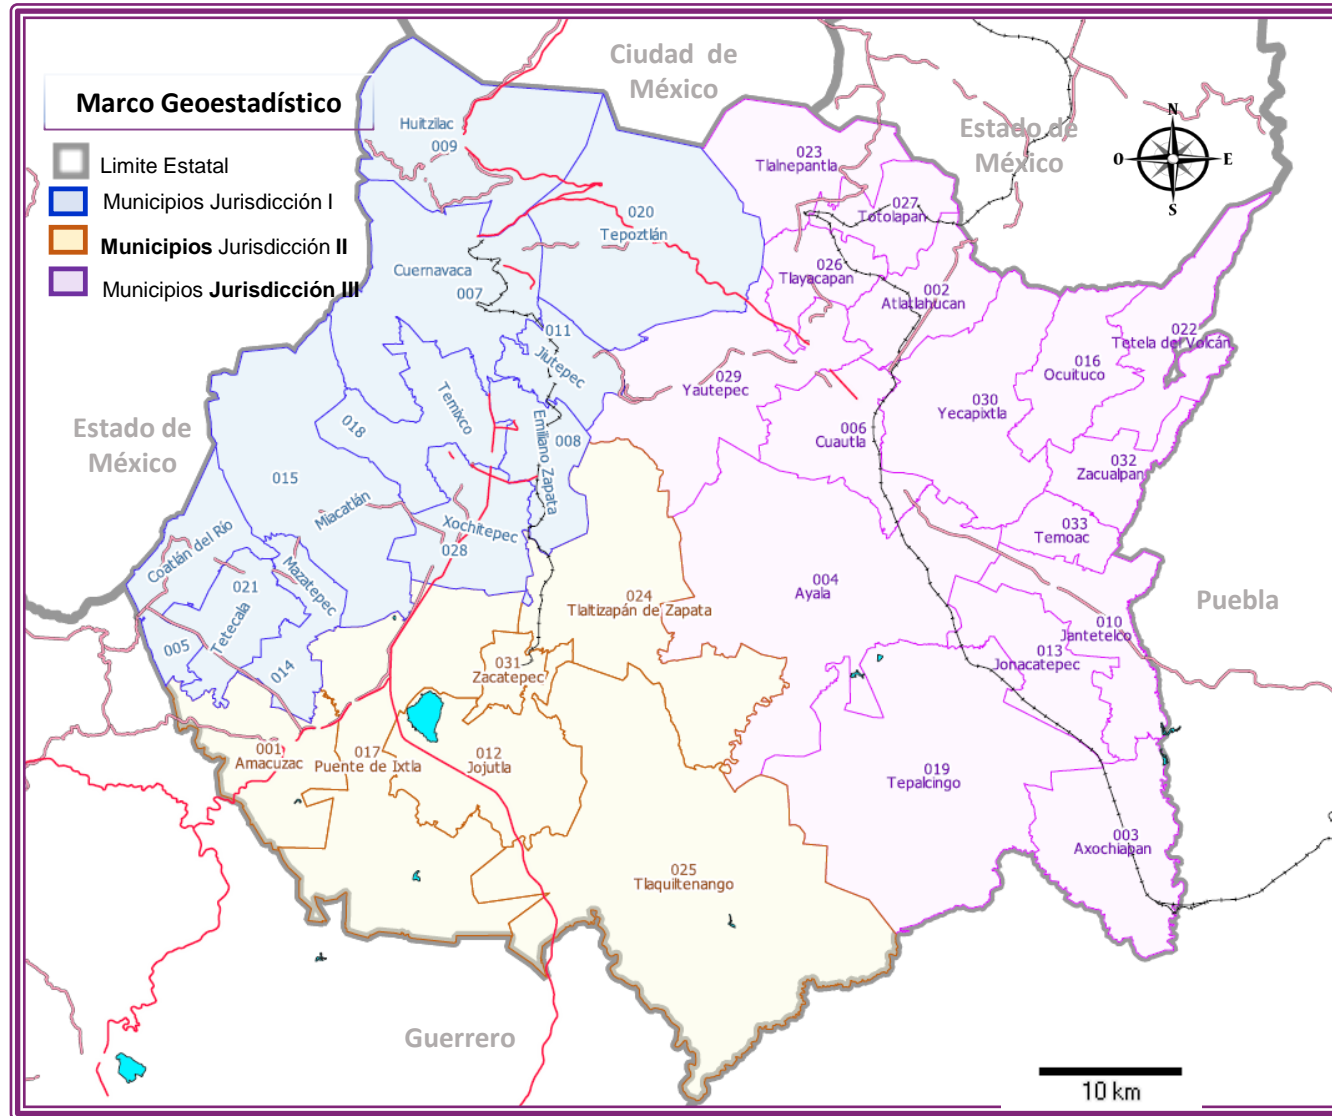 Ciudad de
México
Marco Geoestadístico
Limite Estatal
Municipios Jurisdicción I
Municipios Jurisdicción II
Municipios Jurisdicción III
Estado de
México
N
O
E
S
Huitzilac
009
023
Tlalnepantla
020
Tepoztlán
027
Totolapan
026
Tlayacapan
002
Atlatlahucan
Cuernavaca
007
011
Jiutepec
022
Tetela del Volcán
016
Ocuituco
029
Yautepec
030
Yecapixtla
Temixco
018
006
Cuautla
Emiliano Zapata
008
Estado de
México
032
Zacualpan
015
Miacatlán
Xochitepec
028
033
Temoac
Coatlán del Río
Mazatepec
021
Tetecala
004
Ayala
024
Tlaltizapán de Zapata
Puebla
010
Jantetelco
005
014
013
Jonacatepec
031
Zacatepec
001
Amacuzac
017
Puente de Ixtla
012
Jojutla
019
Tepalcingo
003
Axochiapan
025
Tlaquiltenango
Guerrero
10 km